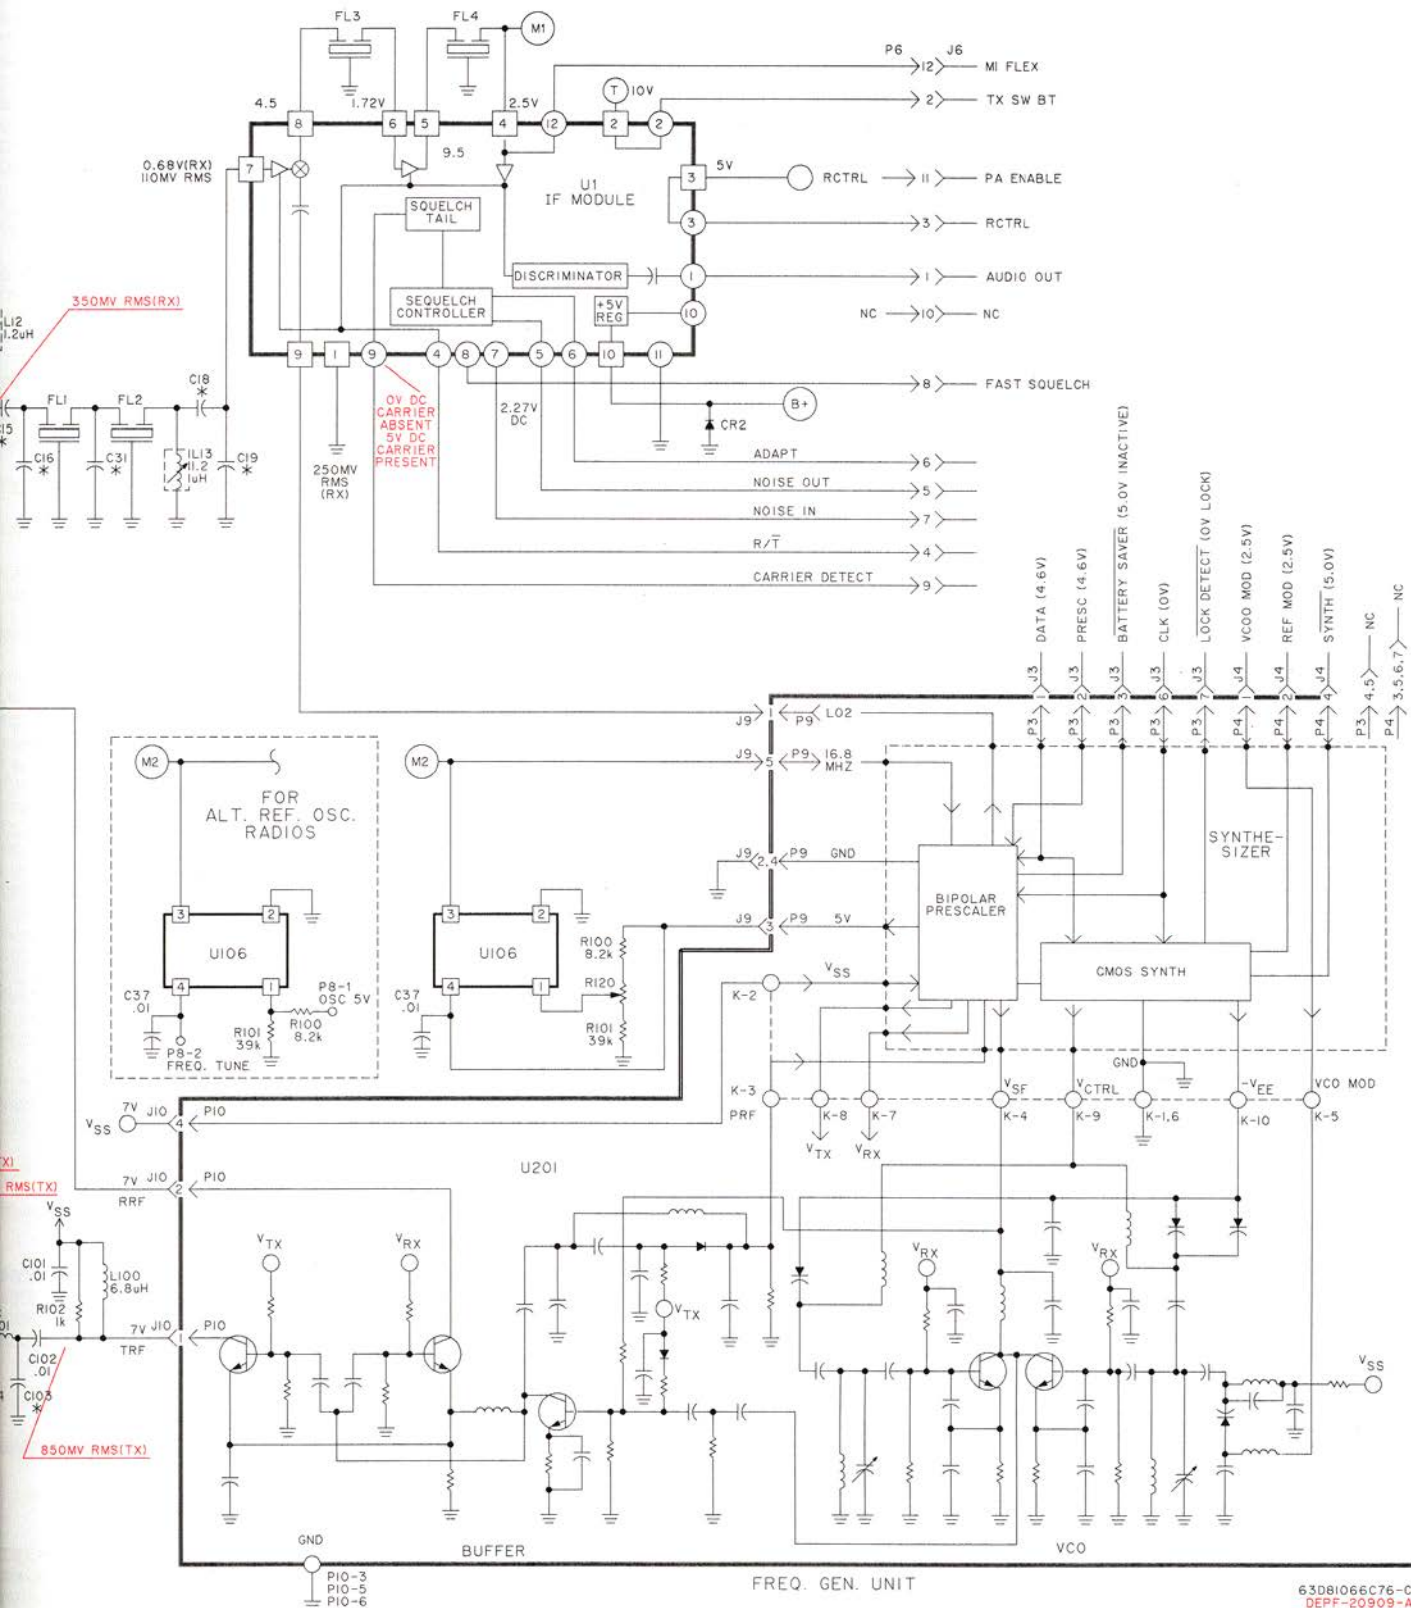 FL3
FL4
M1
P6
J6
12
MI FLEX
T
10V
2
TX SW BT
4.5
1.72V
2.5V
8
6
5
4
12
2
2
9.5
0.68V(RX)
110MV RMS
7
U1
IF MODULE
3
5V
RCTRL
11
PA ENABLE
SQUELCH
TAIL
3
3
RCTRL
DISCRIMINATOR
1
1
AUDIO OUT
350MV RMS(RX)
SEQUELCH
CONTROLLER
+5V
REG
10
NC
10
NC
L12
1.2uH
9
1
9
4
8
7
5
6
10
11
8
FAST SQUELCH
C18
*
FL1
FL2
0V DC
CARRIER
ABSENT
5V DC
CARRIER
PRESENT
2.27V
DC
B+
CR2
C15
*
C16
*
C31
*
L13
1.2
uH
C19
*
250MV
RMS
(RX)
ADAPT
6
NOISE OUT
5
NOISE IN
7
R/T̅
4
CARRIER DETECT
9
DATA (4.6V)
PRESC (4.6V)
BATTERY SAVER (5.0V INACTIVE)
CLK (0V)
LOCK DETECT (0V LOCK)
VCOO MOD (2.5V)
REF MOD (2.5V)
SYNTH (5.0V)
NC
NC
J3
J3
J3
J3
J3
J4
J4
J4
1
2
3
6
7
1
2
4
4,5
3,5,6,7
P3
P3
P3
P3
P3
P4
P4
P4
P3
P4
J9
1
P9
LO2
M2
M2
J9
5
P9
16.8
MHZ
FOR
ALT. REF. OSC.
RADIOS
SYNTHE-
SIZER
J9
2,4
P9
GND
BIPOLAR
PRESCALER
3
2
3
2
J9
3
P9
5V
U106
U106
R100
8.2k
CMOS SYNTH
4
1
4
1
R120
VSS
K-2
C37
.01
P8-1
OSC 5V
R101
39k
R100
8.2k
C37
.01
R101
39k
P8-2
FREQ. TUNE
GND
K-3
PRF
K-8
K-7
VSF
K-4
VCTRL
K-9
K-1,6
-VEE
K-10
VCO MOD
K-5
VSS
7V
J10
4
P10
VTX
VRX
U201
RMS(TX)
7V
J10
2
P10
RRF
VSS
VTX
VRX
VRX
VRX
C101
.01
L100
6.8uH
VTX
R102
1k
7V
J10
1
P10
TRF
C102
.01
C103
*
VSS
850MV RMS(TX)
GND
BUFFER
VCO
P10-3
P10-5
P10-6
FREQ. GEN. UNIT
63D81066C76-O
DEPF-20909-A